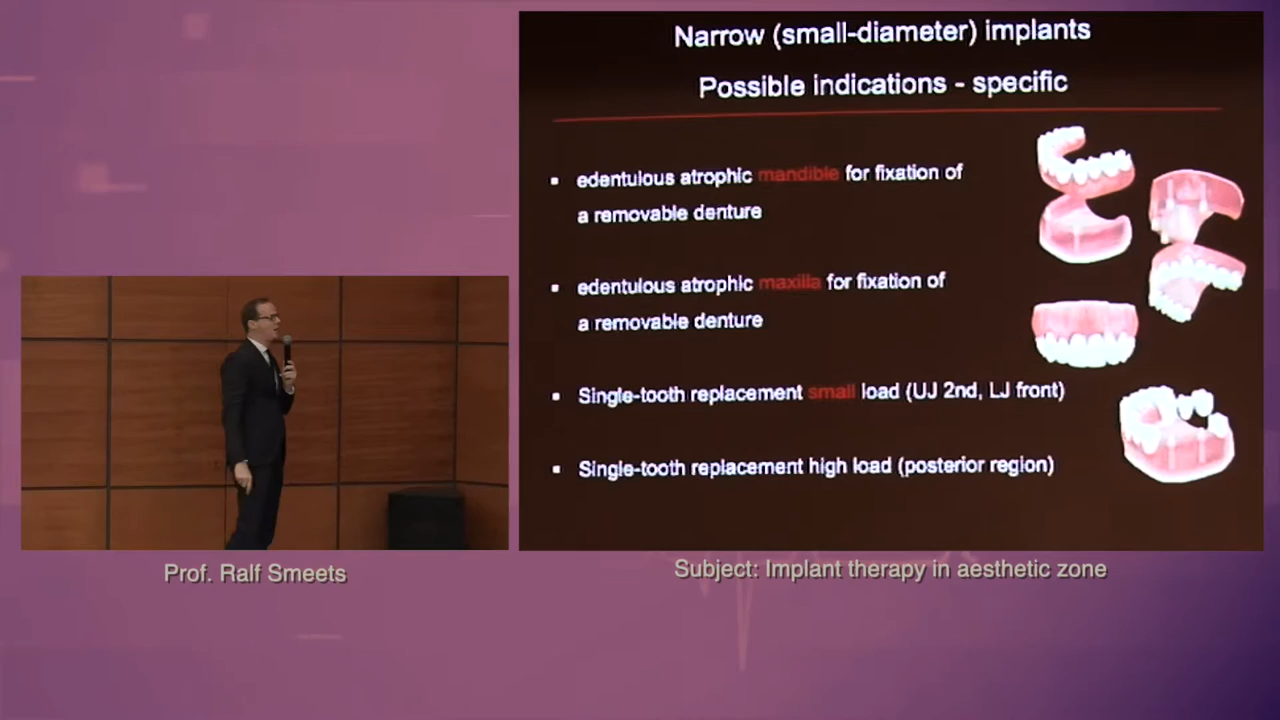 Narrow (small-diameter) implants
Possible indications - specific
▪ edentulous atrophic mandible for fixation of
a removable denture
▪ edentulous atrophic maxilla for fixation of
a removable denture
▪ Single-tooth replacement small load (UJ 2nd, LJ front)
▪ Single-tooth replacement high load (posterior region)
Prof. Ralf Smeets
Subject: Implant therapy in aesthetic zone